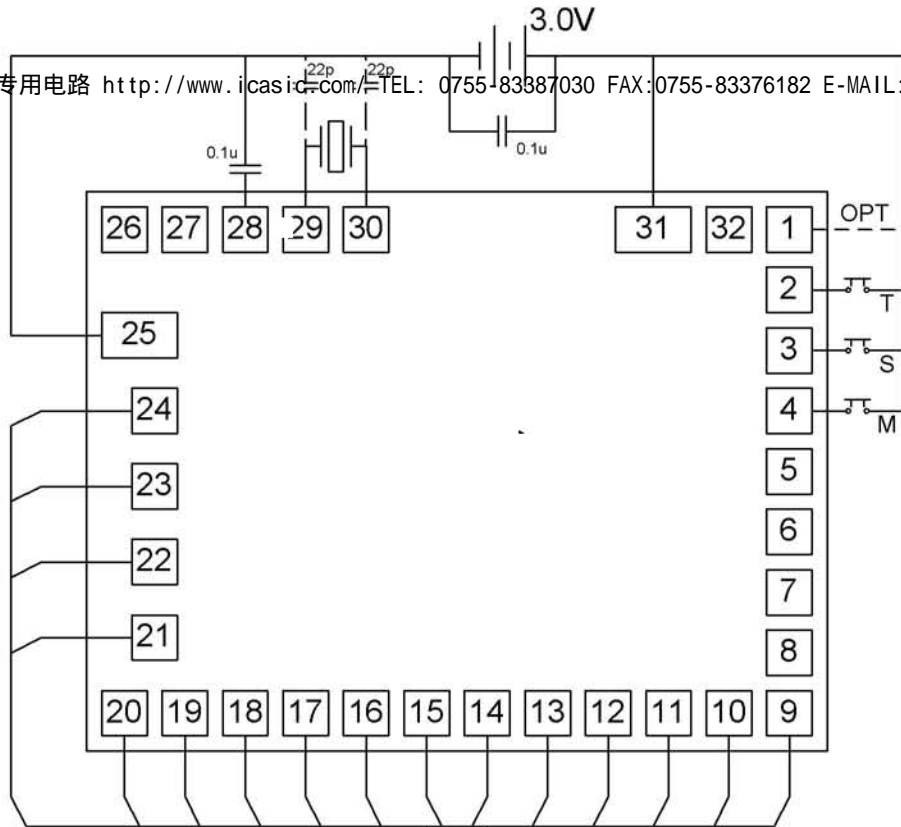 3.0V
专用电路 http://www.icasic.com/ TEL: 0755-83387030 FAX:0755-83376182 E-MAIL:
22p 22p
0.1u
0.1u
26 27 28 29 30 31 32 1 OPT
2 T
25
3 S
24
4 M
23
5
6
22
7
21
8
20 19 18 17 16 15 14 13 12 11 10 9